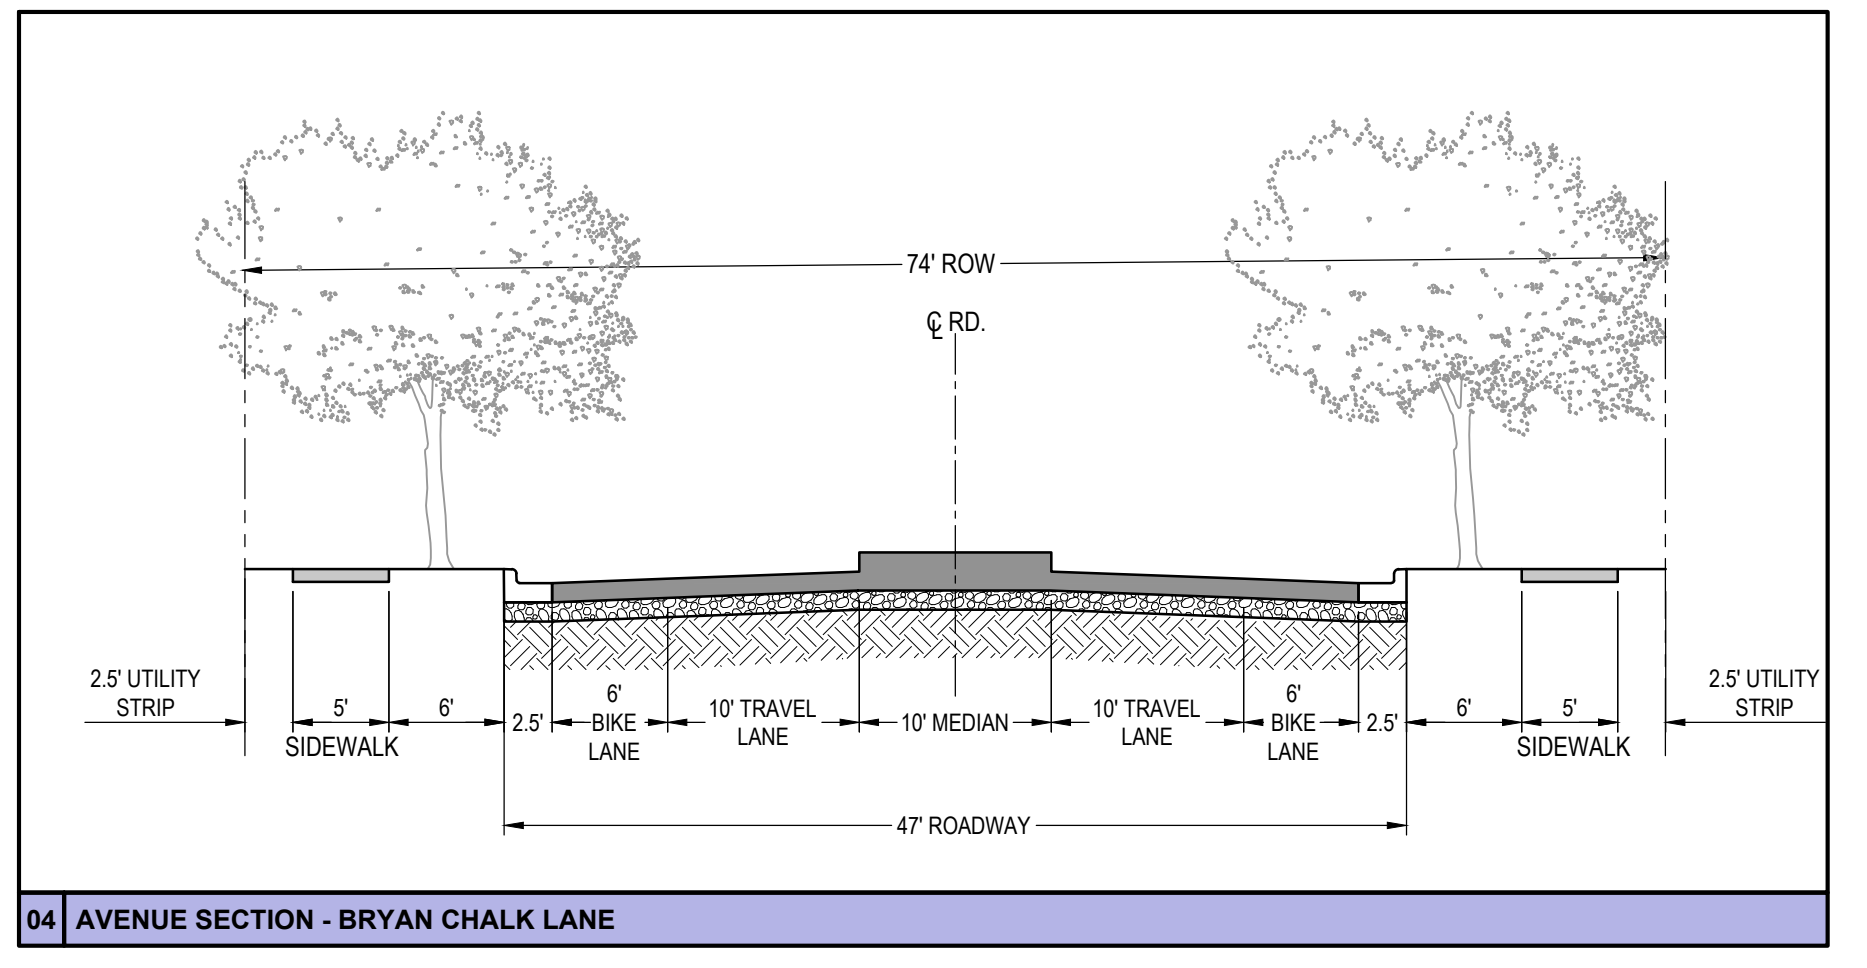 74' ROW
℄ RD.
2.5' UTILITY
STRIP
5'
SIDEWALK
6'
2.5'
6'
BIKE
LANE
10' TRAVEL
LANE
10' MEDIAN
10' TRAVEL
LANE
6'
BIKE
LANE
2.5'
6'
5'
SIDEWALK
2.5' UTILITY
STRIP
47' ROADWAY
04 AVENUE SECTION - BRYAN CHALK LANE